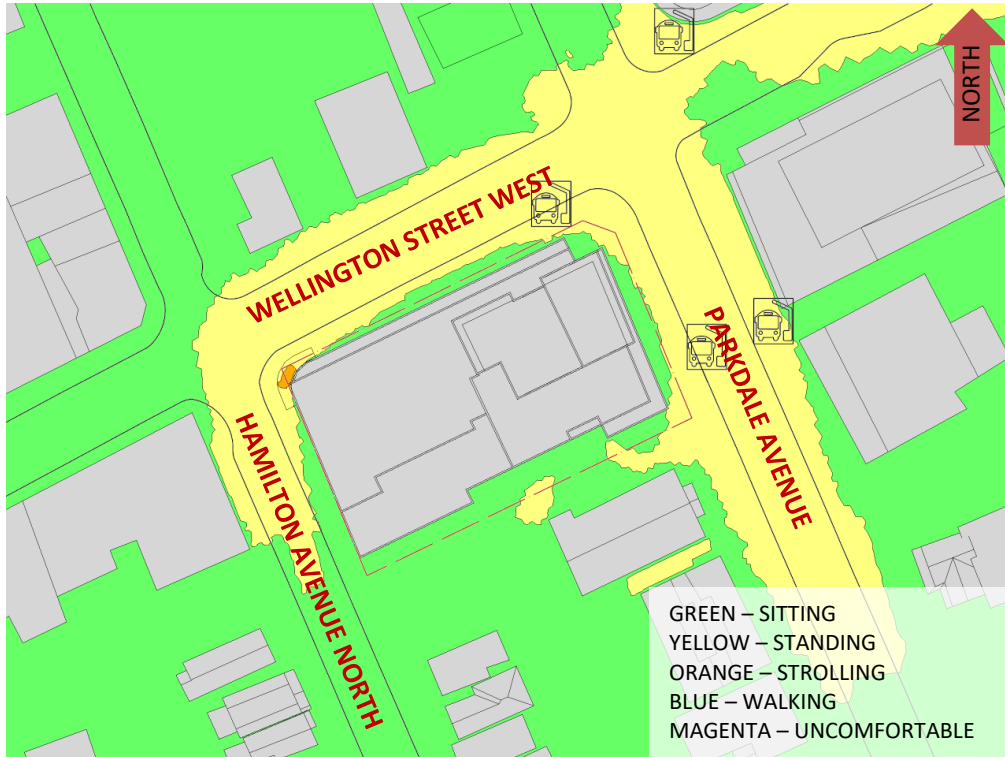 NORTH
WELLINGTON STREET WEST
PARKDALE AVENUE
HAMILTON AVENUE NORTH
GREEN – SITTING
YELLOW – STANDING
ORANGE – STROLLING
BLUE – WALKING
MAGENTA – UNCOMFORTABLE